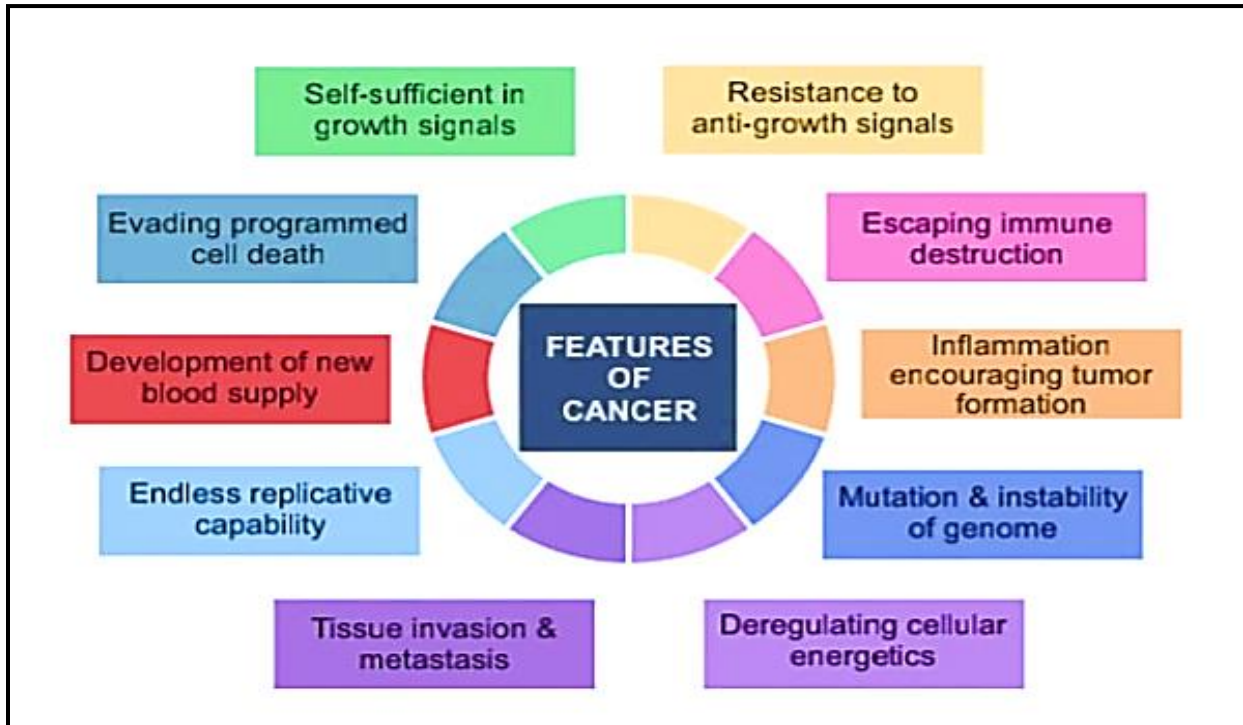 Self-sufficient in
growth signals
Resistance to
anti-growth signals
Evading programmed
cell death
Escaping immune
destruction
Development of new
blood supply
FEATURES
OF
CANCER
Inflammation
encouraging tumor
formation
Endless replicative
capability
Mutation & instability
of genome
Tissue invasion &
metastasis
Deregulating cellular
energetics